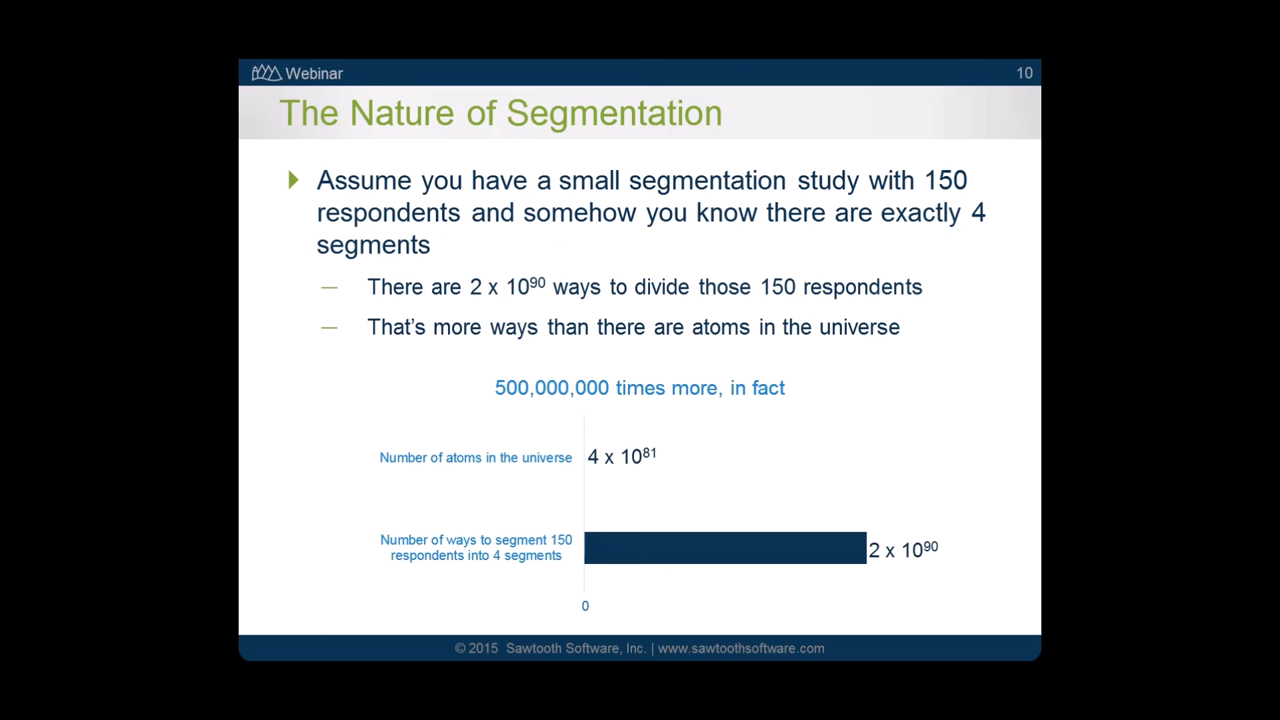 Webinar 10
The Nature of Segmentation
Assume you have a small segmentation study with 150
respondents and somehow you know there are exactly 4
segments
— There are 2 x 10⁹⁰ ways to divide those 150 respondents
— That's more ways than there are atoms in the universe
500,000,000 times more, in fact
Number of atoms in the universe 4 x 10⁸¹
Number of ways to segment 150
respondents into 4 segments 2 x 10⁹⁰
0
© 2015 Sawtooth Software, Inc. | www.sawtoothsoftware.com